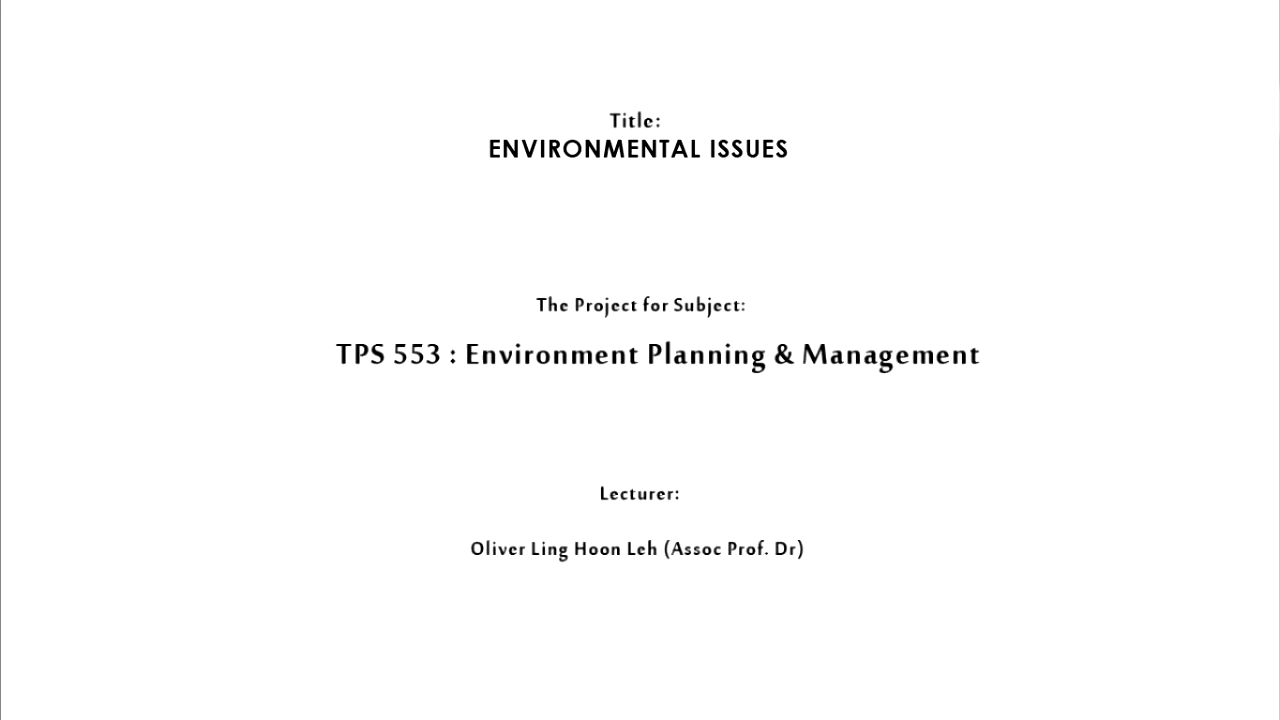 Title:
ENVIRONMENTAL ISSUES
The Project for Subject:
TPS 553 : Environment Planning & Management
Lecturer:
Oliver Ling Hoon Leh (Assoc Prof. Dr)